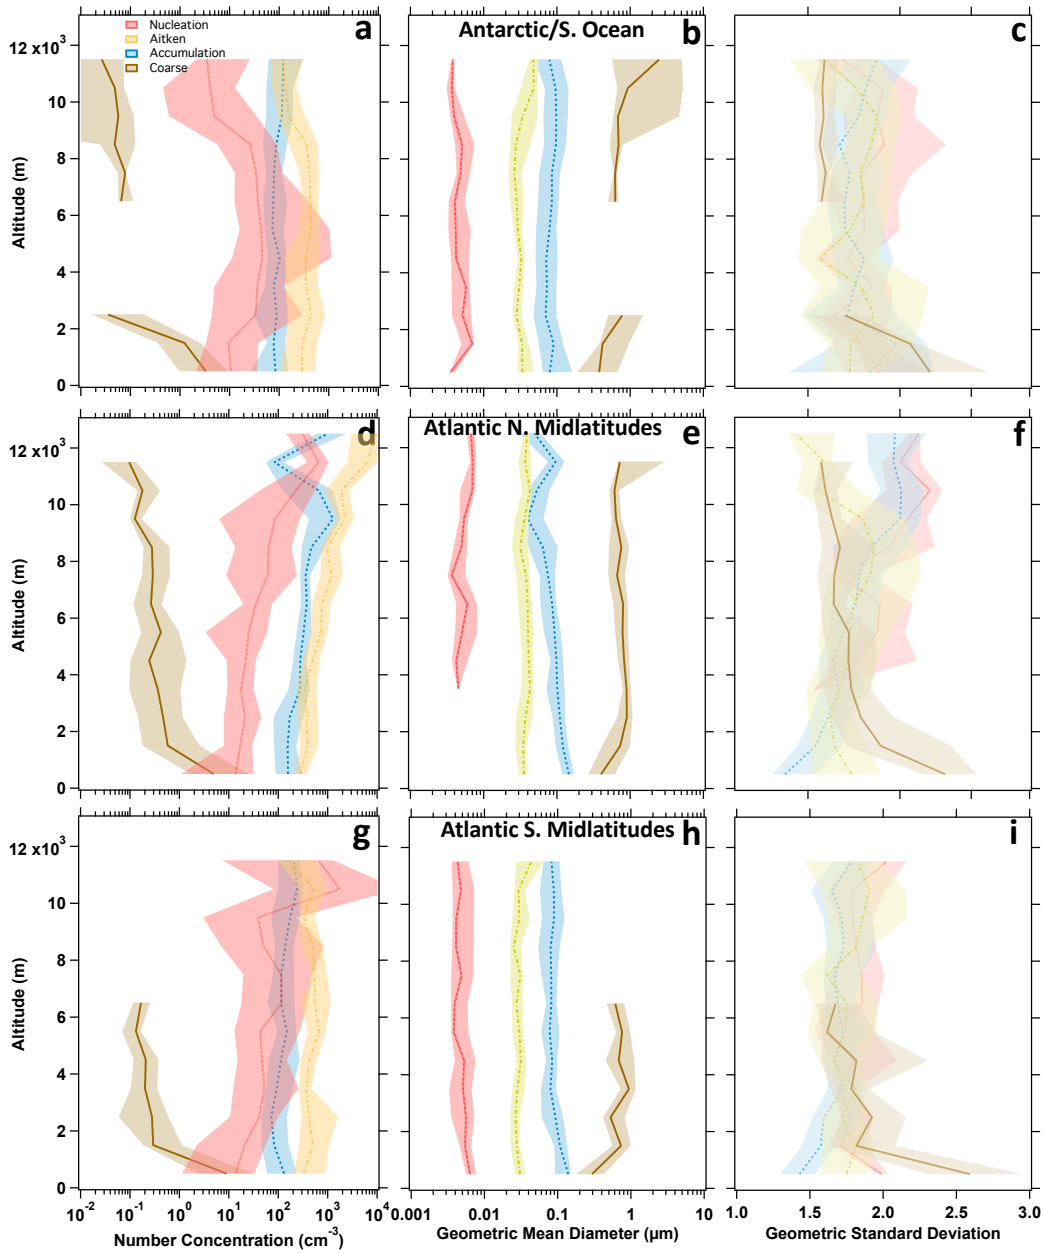 a
Nucleation
Aitken
Accumulation
Coarse
Antarctic/S. Ocean
b
c
12 x10³
10
8
6
4
2
0
Altitude (m)
d
Atlantic N. Midlatitudes
e
f
12 x10³
10
8
6
4
2
0
Altitude (m)
g
Atlantic S. Midlatitudes
h
i
12 x10³
10
8
6
4
2
0
Altitude (m)
10⁻² 10⁻¹ 10⁰ 10¹ 10² 10³ 10⁴
Number Concentration (cm⁻³)
0.001 0.01 0.1 1 10
Geometric Mean Diameter (µm)
1.0 1.5 2.0 2.5 3.0
Geometric Standard Deviation